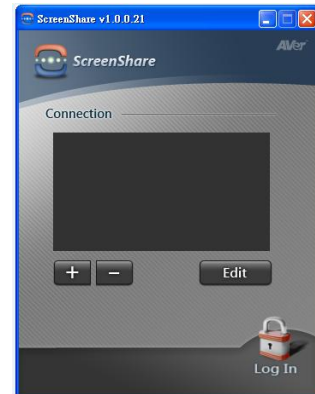 ScreenShare v1.0.0.21
AVer
ScreenShare
Connection
+ −
Edit
Log In